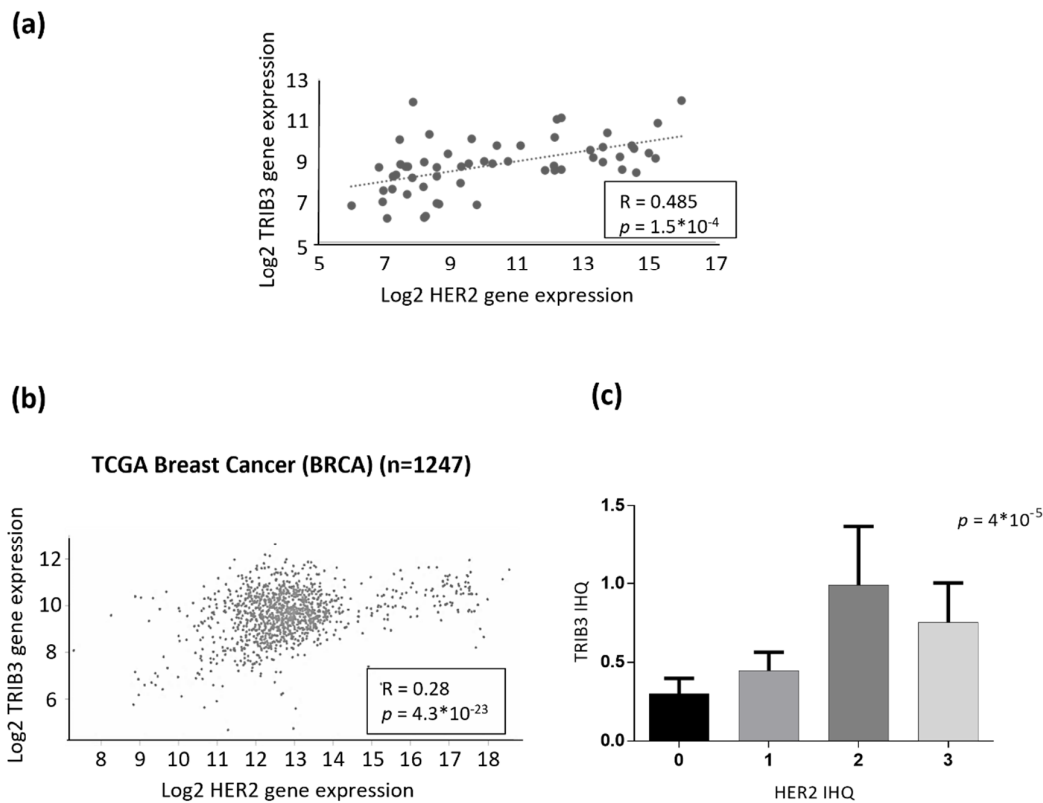 (a)
Log2 TRIB3 gene expression
13
11
9
7
5
5 7 9 11 13 15 17
Log2 HER2 gene expression
R = 0.485
p = 1.5*10-4
(b)
TCGA Breast Cancer (BRCA) (n=1247)
Log2 TRIB3 gene expression
12
10
8
6
8 9 10 11 12 13 14 15 16 17 18
Log2 HER2 gene expression
R = 0.28
p = 4.3*10-23
(c)
TRIB3 IHQ
1.5
1.0
0.5
0.0
0 1 2 3
HER2 IHQ
p = 4*10-5